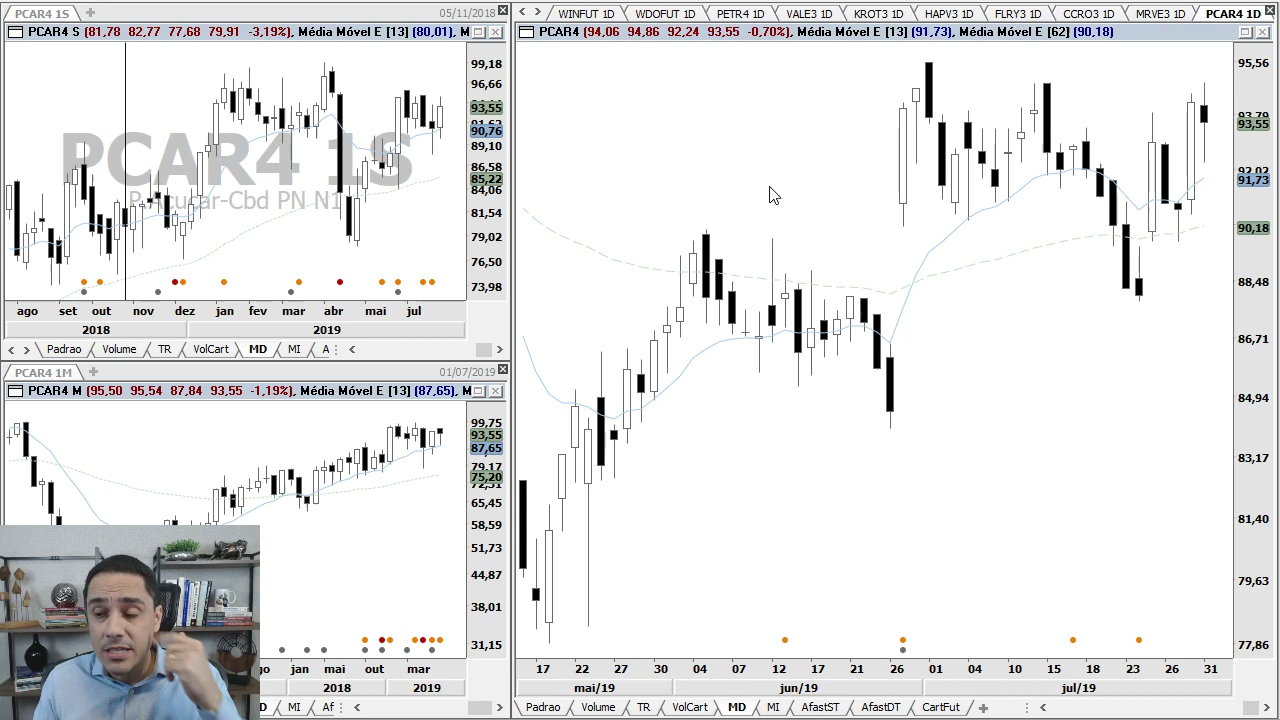 PCAR4 1S
05/11/2018
PCAR4 S (81,78 82,77 77,68 79,91 -3,19%), Média Móvel E [13] (80,01), M
PCAR4 1S
P.Acucar-Cbd PN N1
99,18
96,66
93,55
90,76
89,10
86,58
85,22
84,06
81,54
79,02
76,50
73,98
ago set out nov dez jan fev mar abr mai jul
2018 2019
Padrao Volume TR VolCart MD MI A
PCAR4 1M
01/07/2019
PCAR4 M (95,50 95,54 87,84 93,55 -1,19%), Média Móvel E [13] (87,65), M
99,75
93,55
87,65
79,17
75,20
65,45
58,59
51,73
44,87
38,01
31,15
jan mai out mar
2018 2019
MI Af
WINFUT 1D WDOFUT 1D PETR4 1D VALE3 1D KROT3 1D HAPV3 1D FLRY3 1D CCRO3 1D MRVE3 1D PCAR4 1D
PCAR4 (94,06 94,86 92,24 93,55 -0,70%), Média Móvel E [13] (91,73), Média Móvel E [62] (90,18)
95,56
93,79
93,55
92,02
91,73
90,18
88,48
86,71
84,94
83,17
81,40
79,63
77,86
17 22 27 30 04 07 12 17 21 26 01 04 10 15 18 23 26 31
mai/19 jun/19 jul/19
Padrao Volume TR VolCart MD MI AfastST AfastDT CartFut